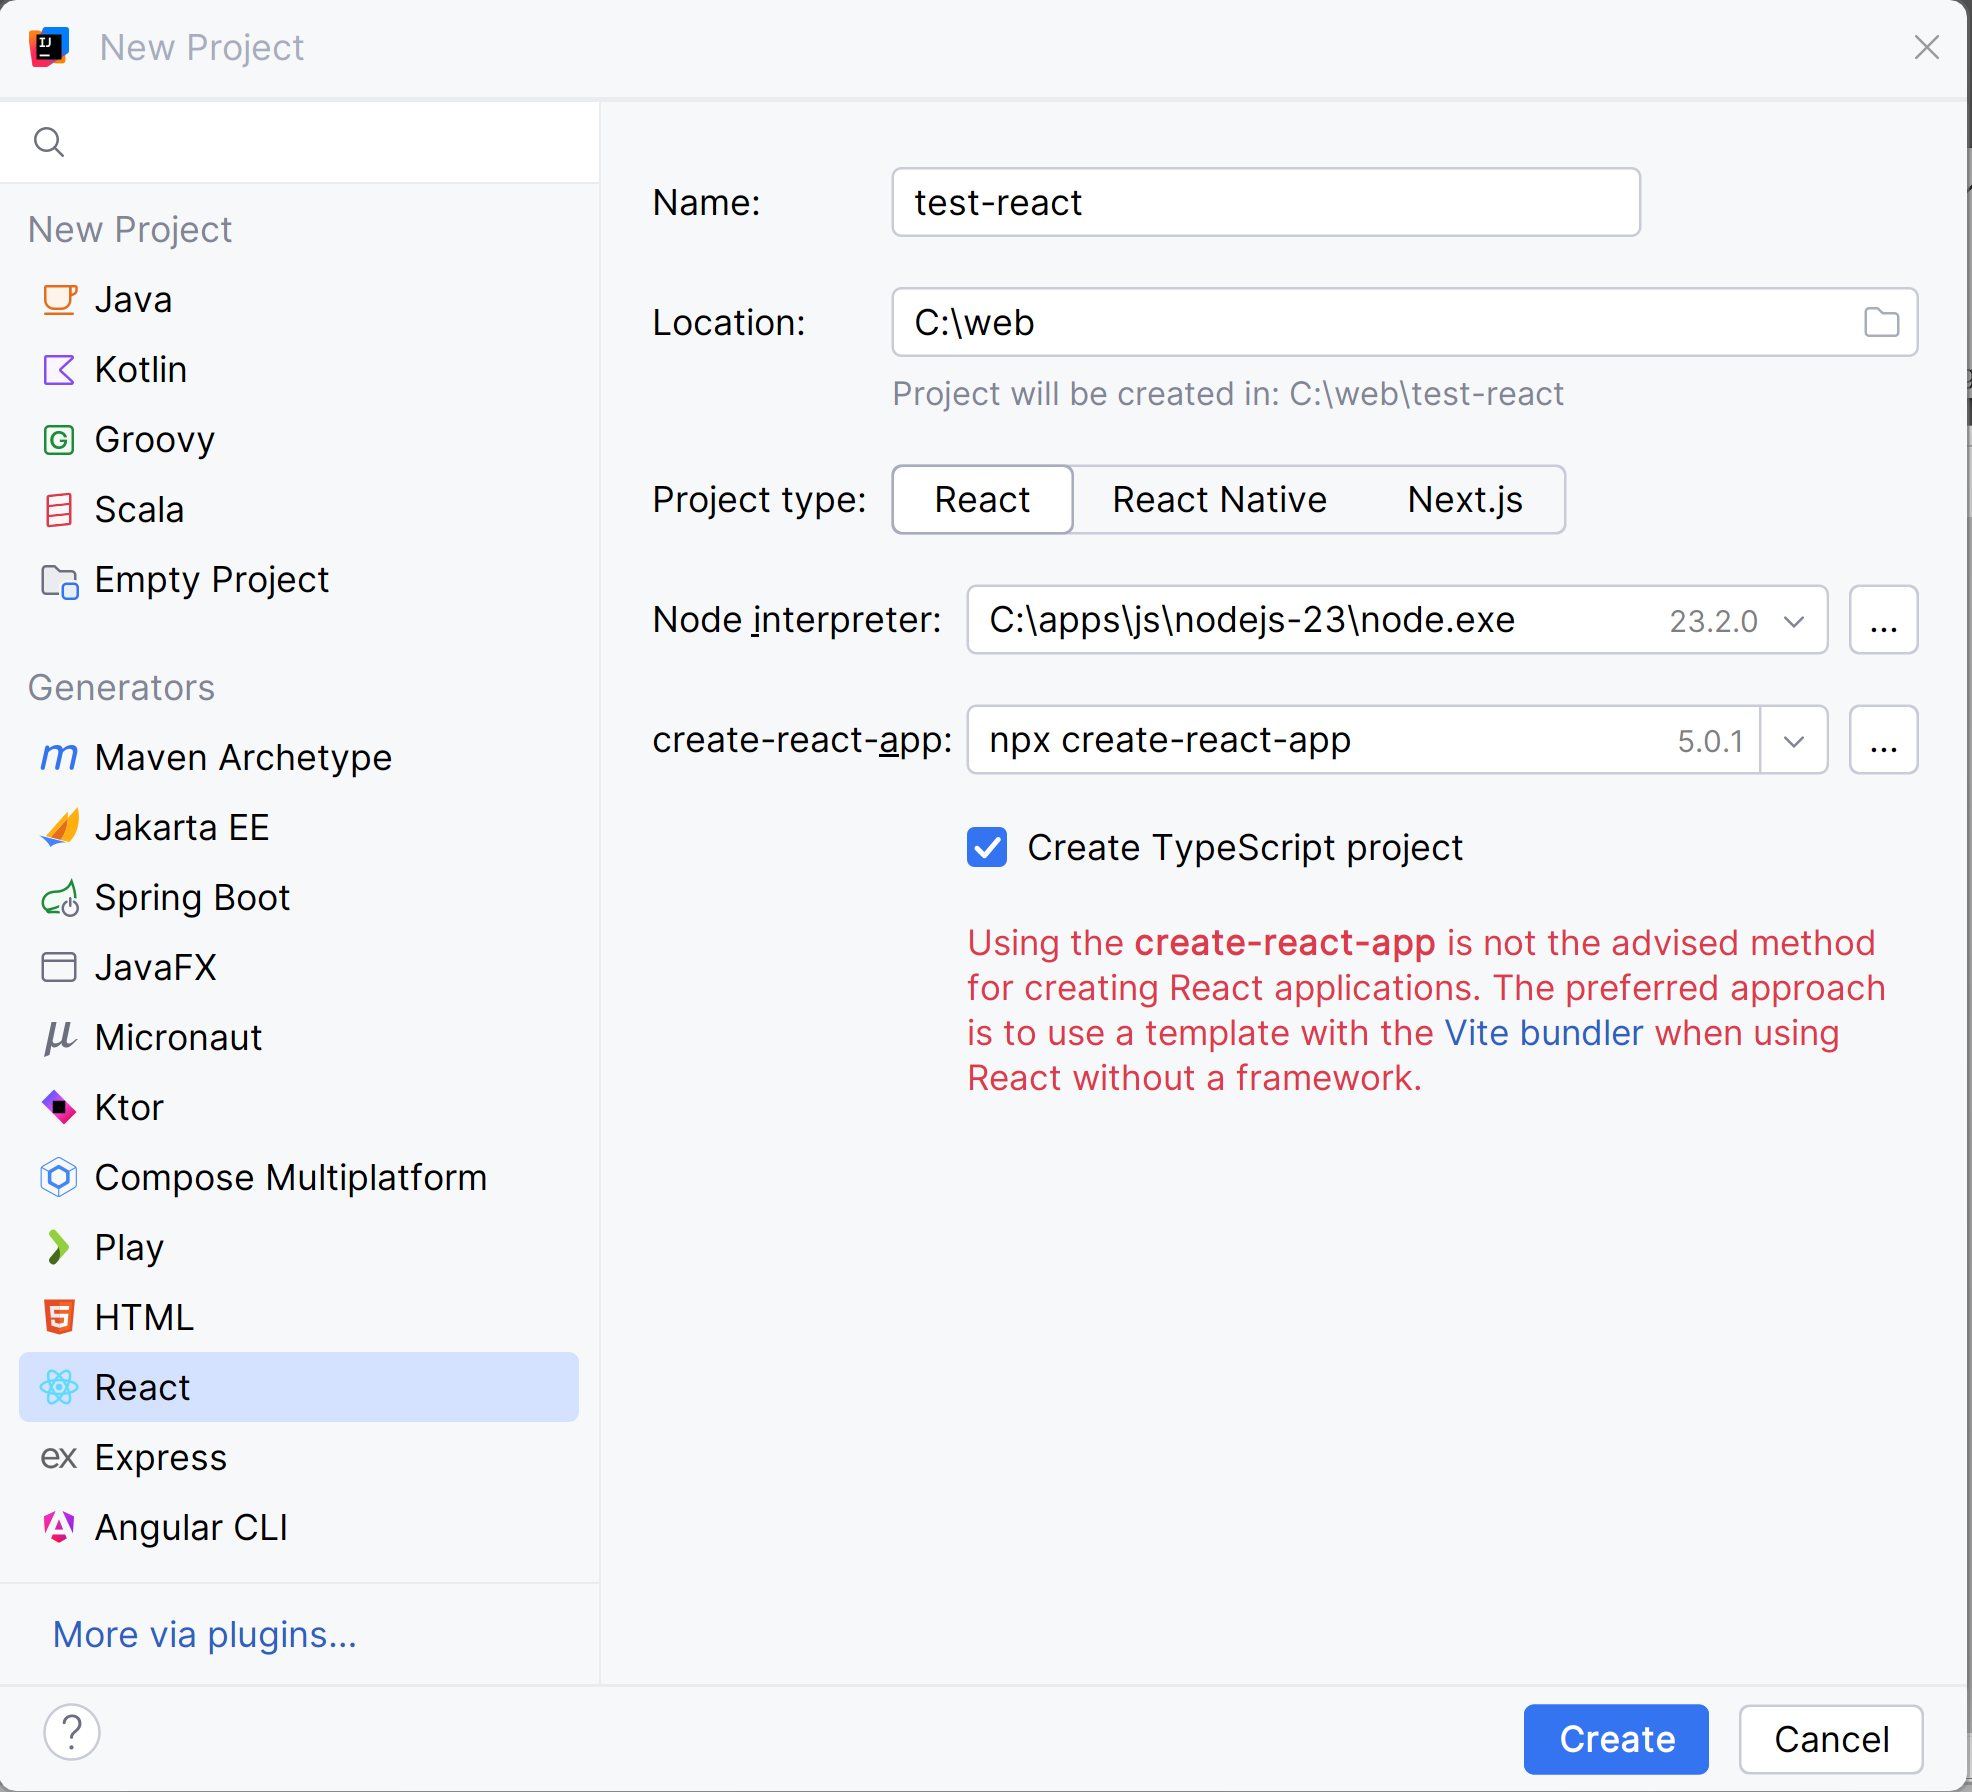 New Project
New Project
Java
Kotlin
Groovy
Scala
Empty Project
Generators
Maven Archetype
Jakarta EE
Spring Boot
JavaFX
Micronaut
Ktor
Compose Multiplatform
Play
HTML
React
Express
Angular CLI
More via plugins...
Name: test-react
Location: C:\web
Project will be created in: C:\web\test-react
Project type: React React Native Next.js
Node interpreter: C:\apps\js\nodejs-23\node.exe 23.2.0 ...
create-react-app: npx create-react-app 5.0.1 ...
Create TypeScript project
Using the create-react-app is not the advised method
for creating React applications. The preferred approach
is to use a template with the Vite bundler when using
React without a framework.
? Create Cancel